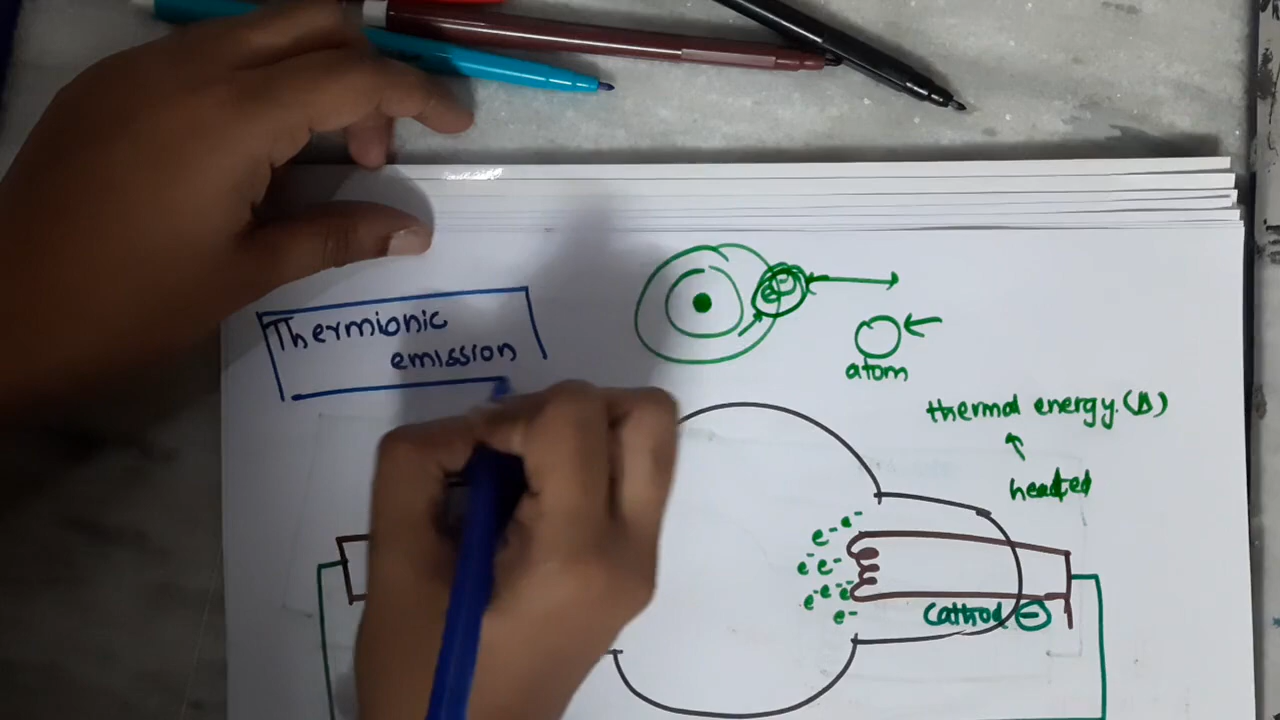 Thermionic
emission
e-
atom
thermal energy.(Δ)
heated
e- e-
e- e-
e- e- e-
e-
Cathod -